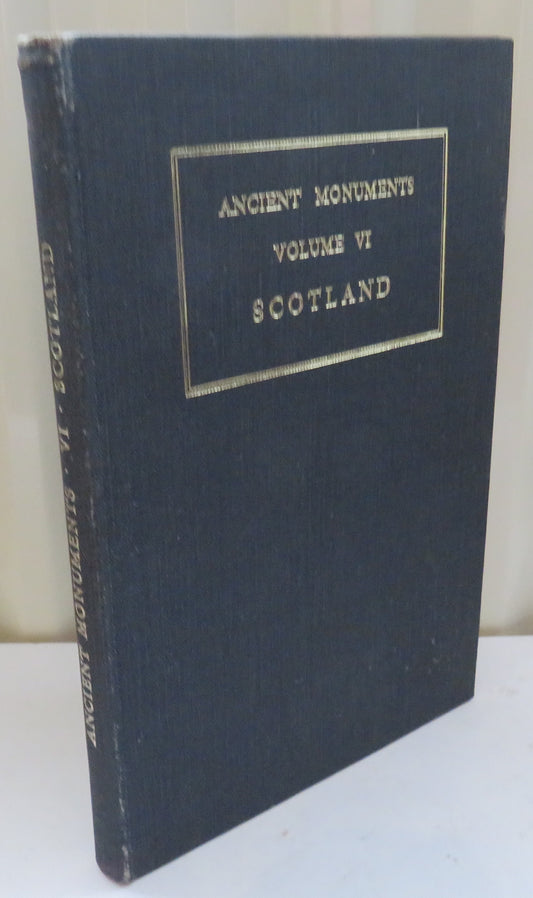 ANCIENT MONUMENTS
VOLUME VI
SCOTLAND
ANCIENT MONUMENTS · VI · SCOTLAND